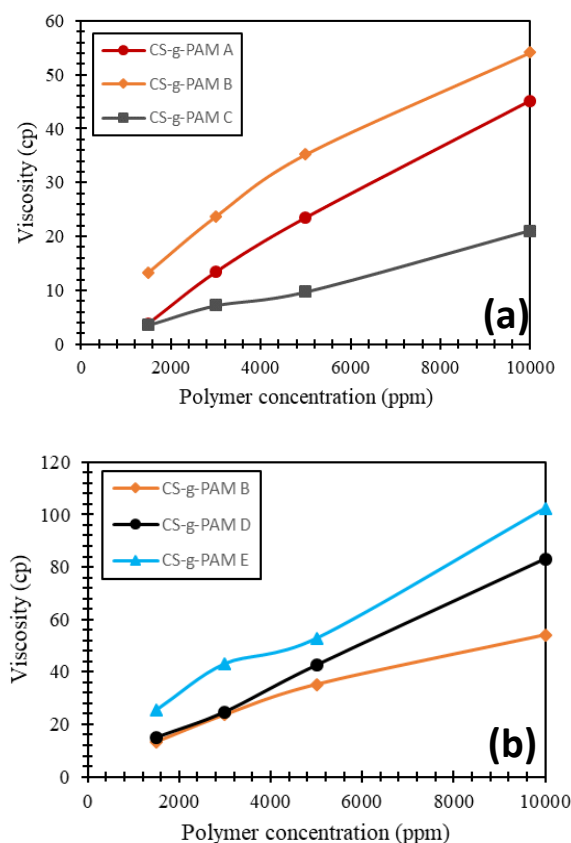 60
50
40
30
20
10
0
Viscosity (cp)
CS-g-PAM A
CS-g-PAM B
CS-g-PAM C
(a)
0 2000 4000 6000 8000 10000
Polymer concentration (ppm)
120
100
80
60
40
20
0
Viscosity (cp)
CS-g-PAM B
CS-g-PAM D
CS-g-PAM E
(b)
0 2000 4000 6000 8000 10000
Polymer concentration (ppm)